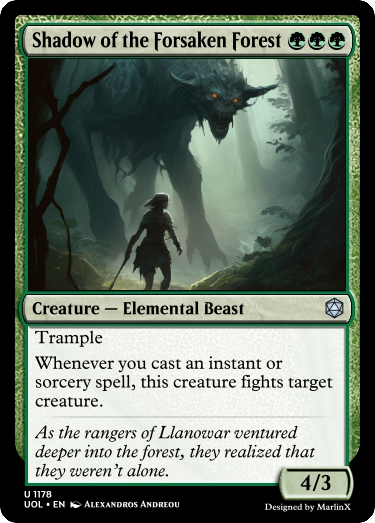 Shadow of the Forsaken Forest
Creature — Elemental Beast
Trample
Whenever you cast an instant or
sorcery spell, this creature fights target
creature.
As the rangers of Llanowar ventured
deeper into the forest, they realized that
they weren't alone.
4/3
U 1178
UOL • EN Alexandros Andreou
Designed by MarlinX